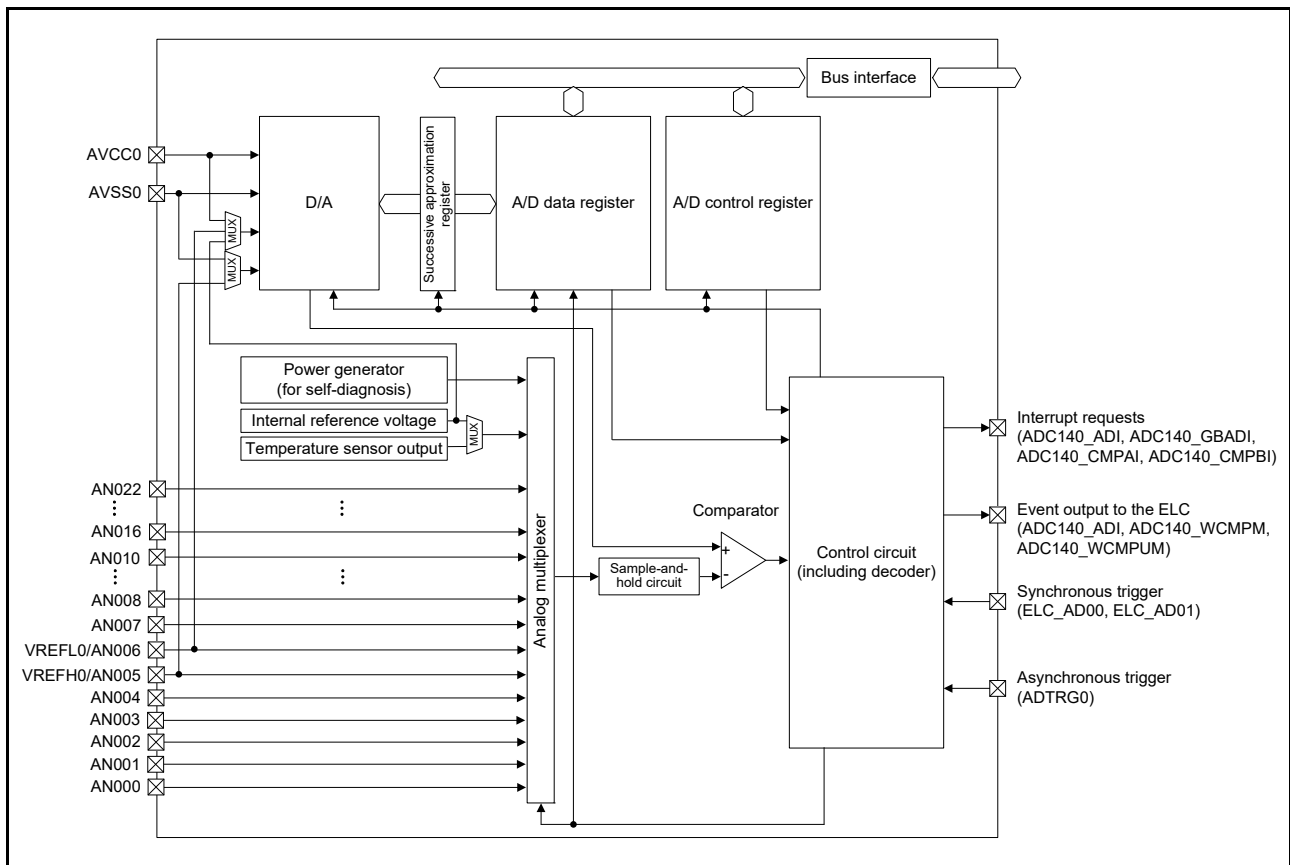 Bus interface
AVCC0
AVSS0
MUX
MUX
D/A
Successive approximation
register
A/D data register
A/D control register
Power generator
(for self-diagnosis)
Internal reference voltage
Temperature sensor output
MUX
AN022
AN016
AN010
AN008
AN007
VREFL0/AN006
VREFH0/AN005
AN004
AN003
AN002
AN001
AN000
Analog multiplexer
Sample-and-
hold circuit
Comparator
+
-
Control circuit
(including decoder)
Interrupt requests
(ADC140_ADI, ADC140_GBADI,
ADC140_CMPAI, ADC140_CMPBI)
Event output to the ELC
(ADC140_ADI, ADC140_WCMPM,
ADC140_WCMPUM)
Synchronous trigger
(ELC_AD00, ELC_AD01)
Asynchronous trigger
(ADTRG0)